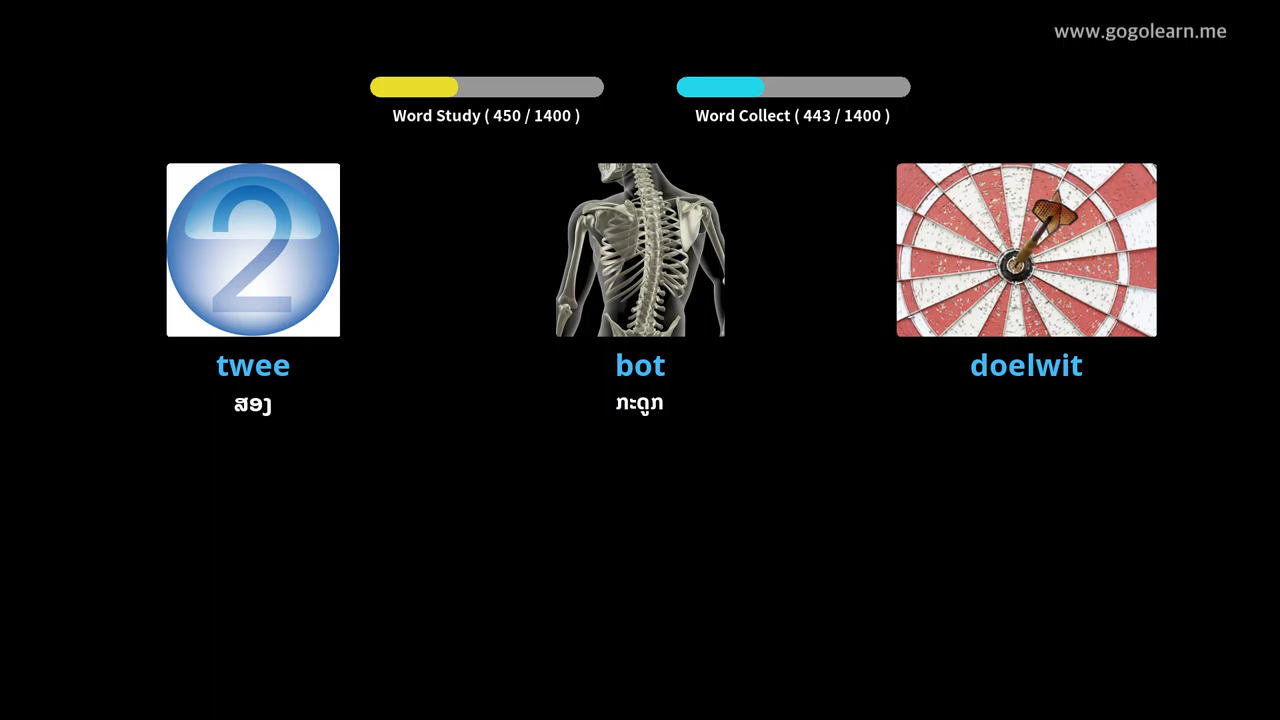 www.gogolearn.me
Word Study ( 450 / 1400 )
Word Collect ( 443 / 1400 )
2
twee
bot
doelwit
ສອງ
ກະດູກ